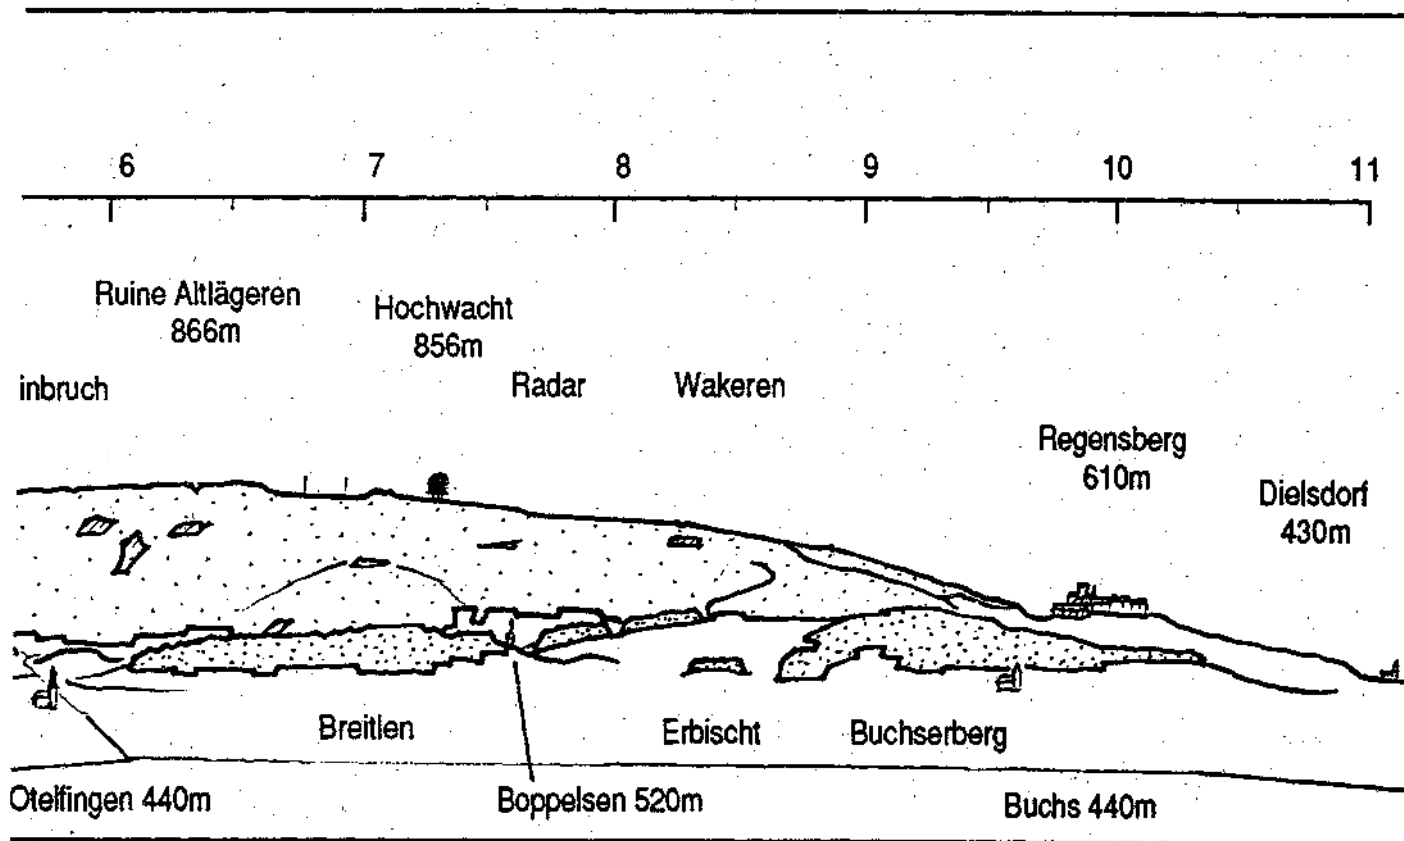 6 7 8 9 10 11
Ruine Altlägeren
866m
Hochwacht
856m
inbruch
Radar
Wakeren
Regensberg
610m
Dielsdorf
430m
Breitlen
Erbischt
Buchserberg
Otelfingen 440m
Boppelsen 520m
Buchs 440m